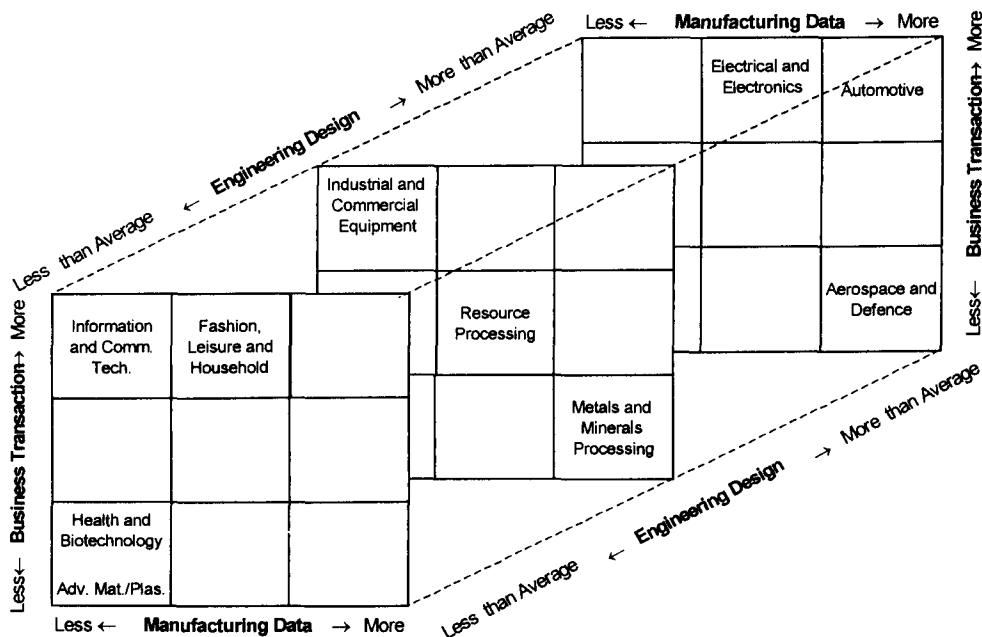 Less ← Manufacturing Data → More
Less than Average ← Engineering Design → More than Average
Less← Business Transaction→ More
Electrical and
Electronics
Automotive
Aerospace and
Defence
Industrial and
Commercial
Equipment
Resource
Processing
Metals and
Minerals
Processing
Information
and Comm.
Tech.
Fashion,
Leisure and
Household
Health and
Biotechnology
Adv. Mat./Plas.
Less← Business Transaction→ More
Less than Average ← Engineering Design → More than Average
Less ← Manufacturing Data → More